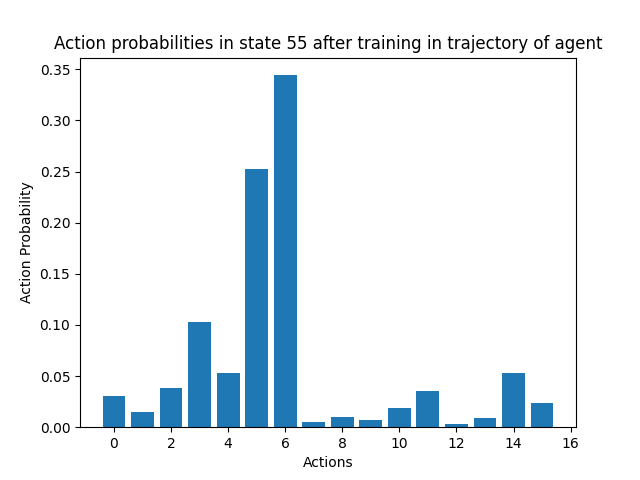 Action probabilities in state 55 after training in trajectory of agent
0.35
0.30
0.25
0.20
0.15
0.10
0.05
0.00
Action Probability
0 2 4 6 8 10 12 14 16
Actions